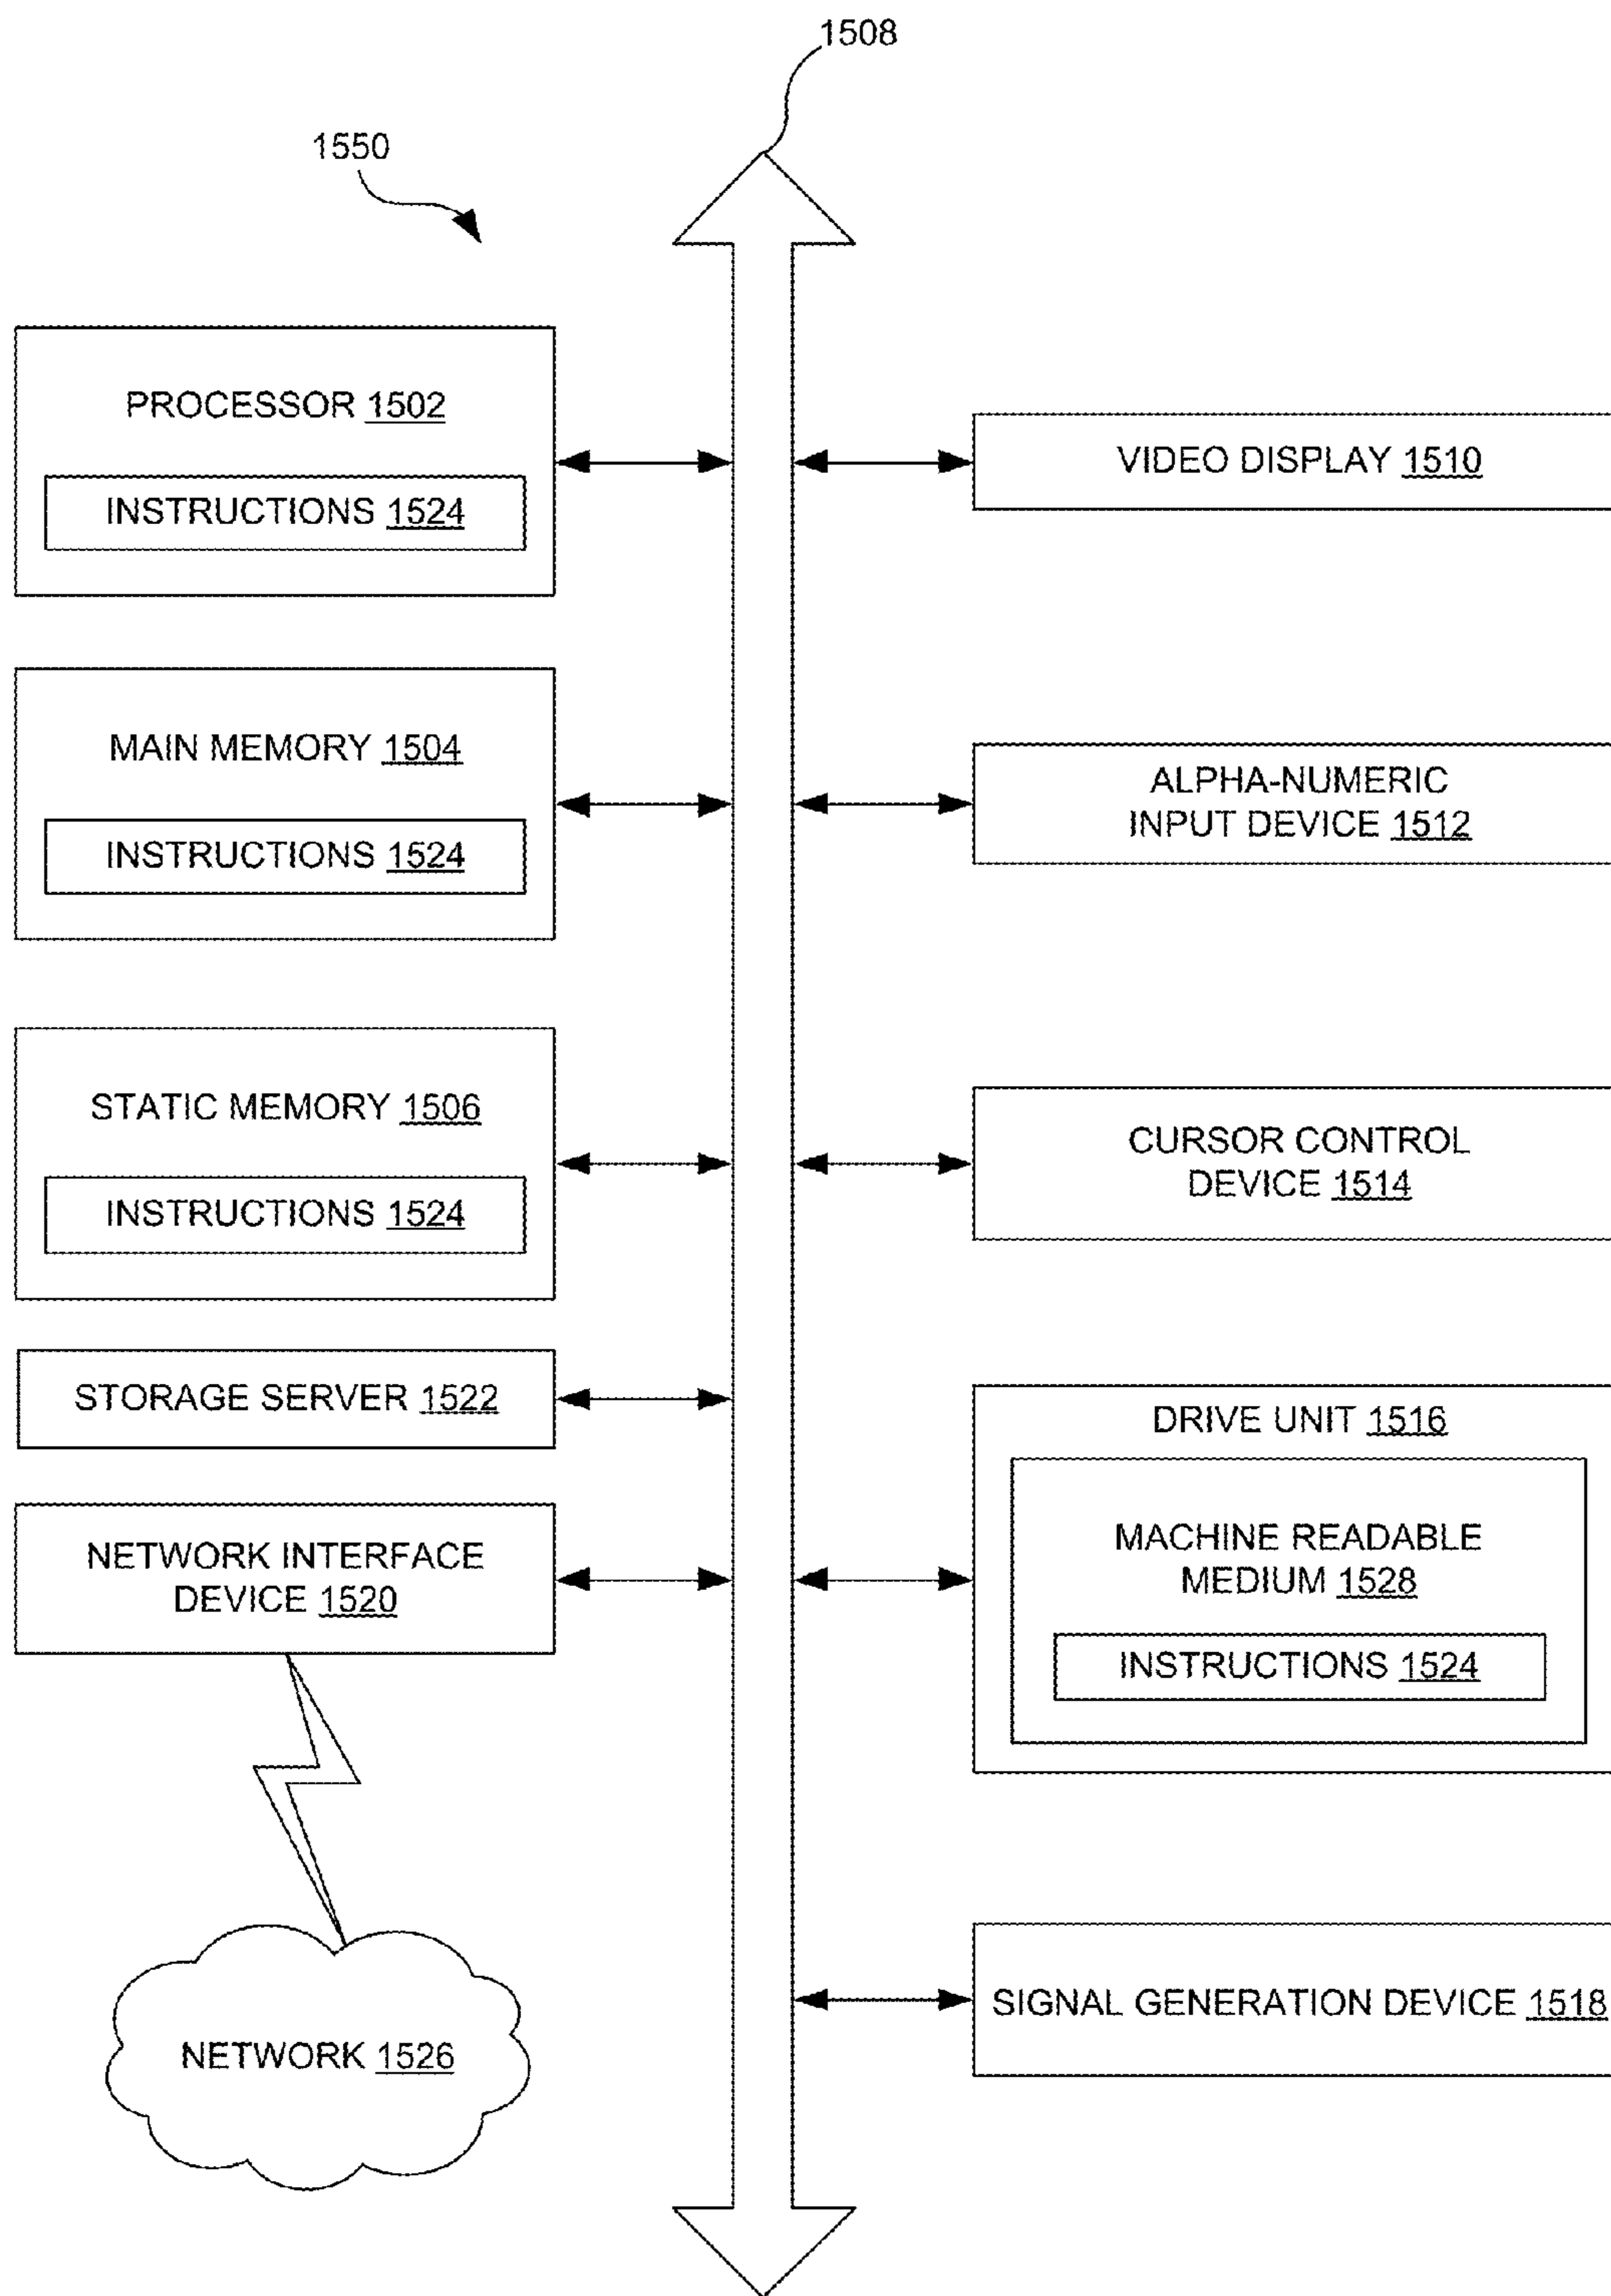 1508
1550
PROCESSOR 1502
INSTRUCTIONS 1524
MAIN MEMORY 1504
INSTRUCTIONS 1524
STATIC MEMORY 1506
INSTRUCTIONS 1524
STORAGE SERVER 1522
NETWORK INTERFACE
DEVICE 1520
NETWORK 1526
VIDEO DISPLAY 1510
ALPHA-NUMERIC
INPUT DEVICE 1512
CURSOR CONTROL
DEVICE 1514
DRIVE UNIT 1516
MACHINE READABLE
MEDIUM 1528
INSTRUCTIONS 1524
SIGNAL GENERATION DEVICE 1518